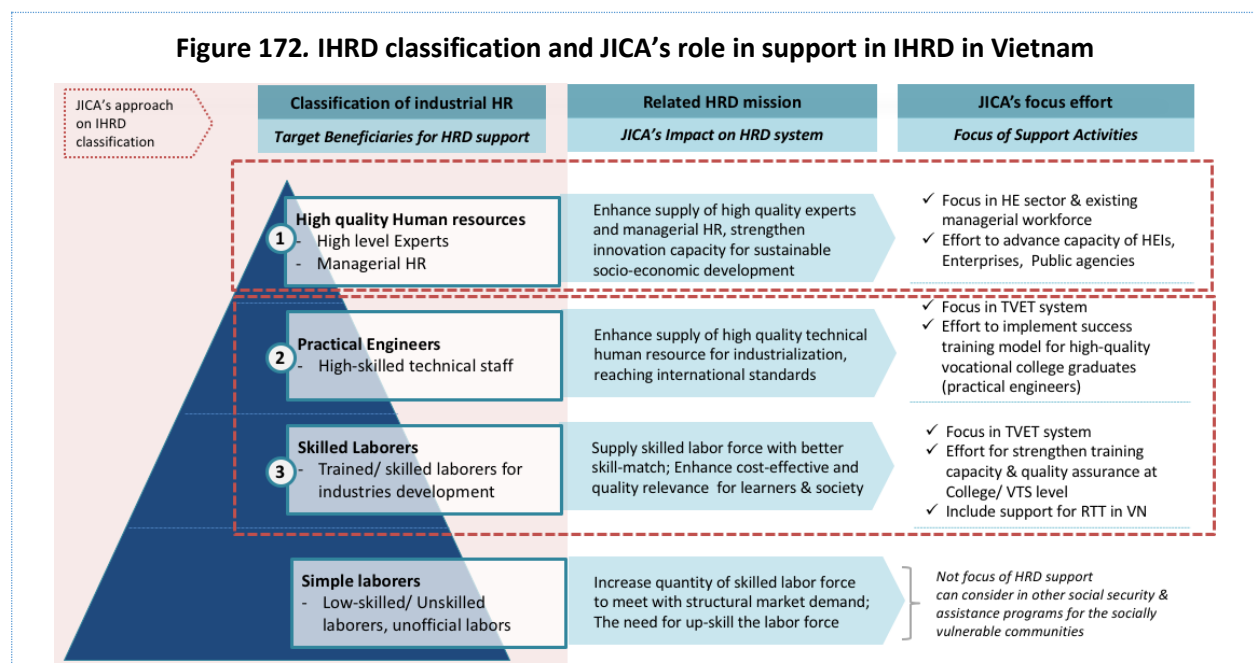 Figure 172. IHRD classification and JICA's role in support in IHRD in Vietnam
JICA's approach
on IHRD
classification
Classification of industrial HR
Target Beneficiaries for HRD support
Related HRD mission
JICA's Impact on HRD system
JICA's focus effort
Focus of Support Activities
1
High quality Human resources
- High level Experts
- Managerial HR
Enhance supply of high quality experts
and managerial HR, strengthen
innovation capacity for sustainable
socio-economic development
✓ Focus in HE sector & existing
managerial workforce
✓ Effort to advance capacity of HEIs,
Enterprises, Public agencies
2
Practical Engineers
- High-skilled technical staff
Enhance supply of high quality technical
human resource for industrialization,
reaching international standards
✓ Focus in TVET system
✓ Effort to implement success
training model for high-quality
vocational college graduates
(practical engineers)
3
Skilled Laborers
- Trained/ skilled laborers for
industries development
Supply skilled labor force with better
skill-match; Enhance cost-effective and
quality relevance for learners & society
✓ Focus in TVET system
✓ Effort for strengthen training
capacity & quality assurance at
College/ VTS level
✓ Include support for RTT in VN
Simple laborers
- Low-skilled/ Unskilled
laborers, unofficial labors
Increase quantity of skilled labor force
to meet with structural market demand;
The need for up-skill the labor force
Not focus of HRD support
can consider in other social security &
assistance programs for the socially
vulnerable communities